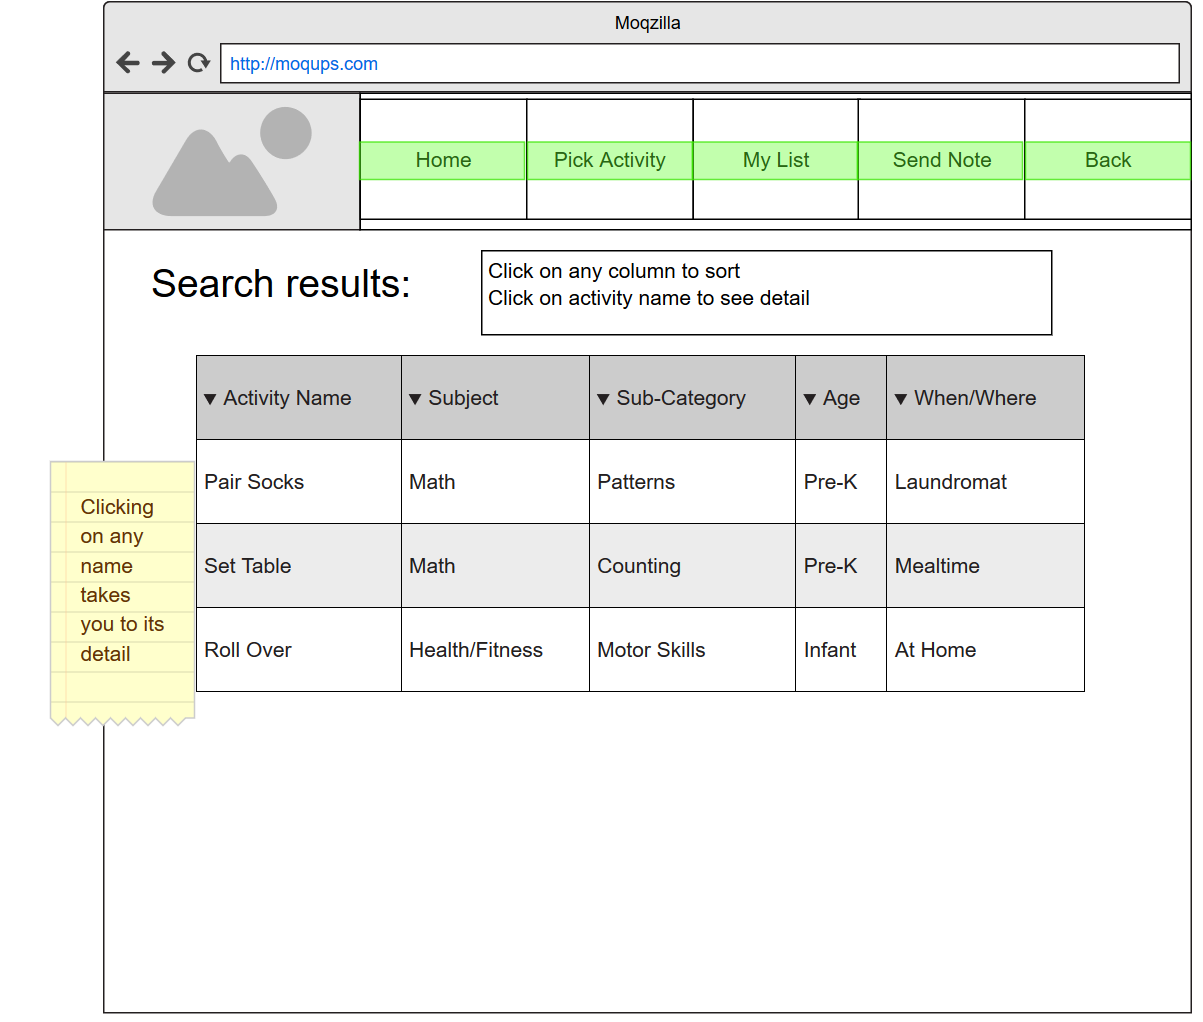 Moqzilla
http://moqups.com
Home Pick Activity My List Send Note Back
Search results:
Click on any column to sort
Click on activity name to see detail
▼ Activity Name ▼ Subject ▼ Sub-Category ▼ Age ▼ When/Where
Pair Socks Math Patterns Pre-K Laundromat
Set Table Math Counting Pre-K Mealtime
Roll Over Health/Fitness Motor Skills Infant At Home
Clicking
on any
name
takes
you to its
detail